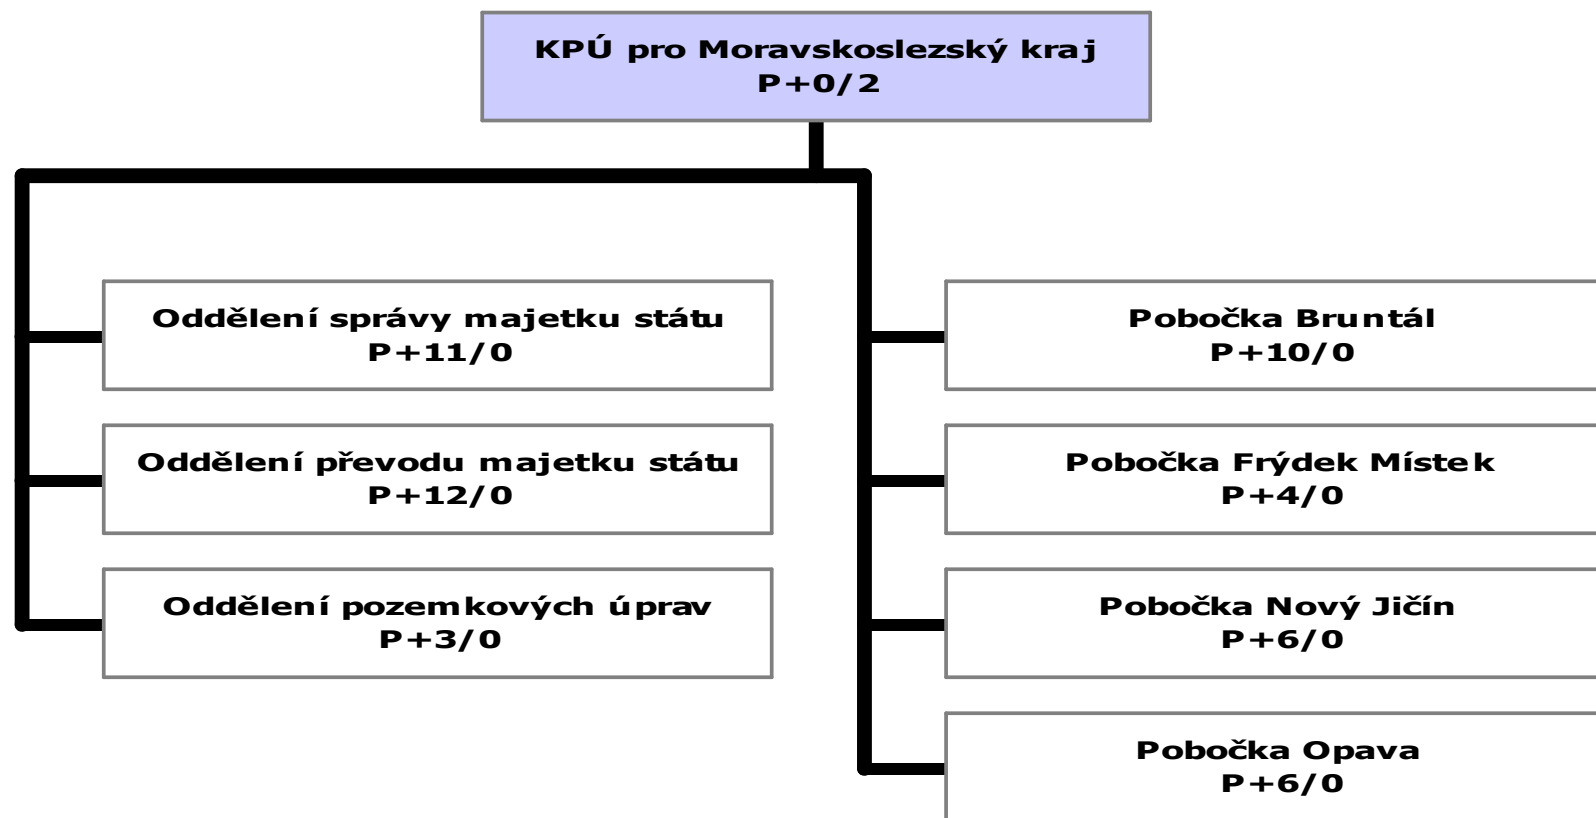 KPÚ pro Moravskoslezský kraj
P+0/2
Oddělení správy majetku státu
P+11/0
Oddělení převodu majetku státu
P+12/0
Oddělení pozemkových úprav
P+3/0
Pobočka Bruntál
P+10/0
Pobočka Frýdek Místek
P+4/0
Pobočka Nový Jičín
P+6/0
Pobočka Opava
P+6/0